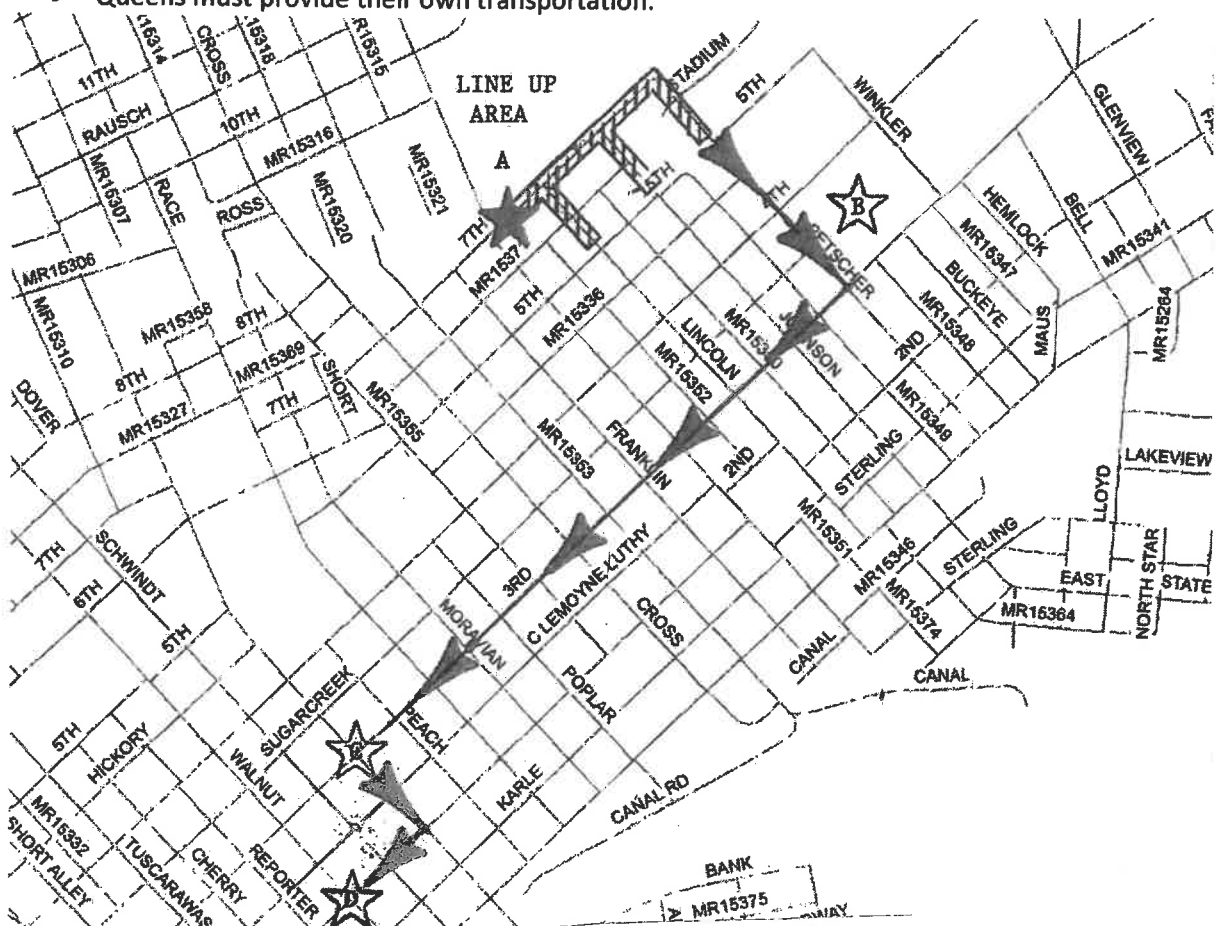 Queens must provide their own transportation.
LINE UP
AREA
A
STADIUM
5TH
WINKLER
GLENVIEW
11TH
RAUSCH
CROSS
10TH
MR15316
MR15307
RACE
ROSS
MR15320
MR15321
7TH
MR1537
B
HEMLOCK
BELL
MR15347
MR15341
BUCKEYE
MR15348
MAUS
MR15264
MR15306
MR15310
MR15358
8TH
MR15369
8TH
MR15327
7TH
SHORT
DOVER
MR15355
5TH
MR15336
LINCOLN
MR15352
2ND
MR15349
FRANKLIN
MR15353
2ND
STERLING
LAKEVIEW
LLOYD
MR15351
MR15346
STERLING
MR15374
EAST
STATE
NORTH STAR
MR15364
7TH
SCHWINDT
6TH
5TH
3RD
C LEMOYNE LUTHY
CROSS
MORAVIAN
POPLAR
CANAL
CANAL
SUGARCREEK
PEACH
C
5TH
HICKORY
WALNUT
KARLE
CANAL RD
MR15332
SHORT ALLEY
TUSCARAWAS
CHERRY
REPORTER
D
BANK
MR15375